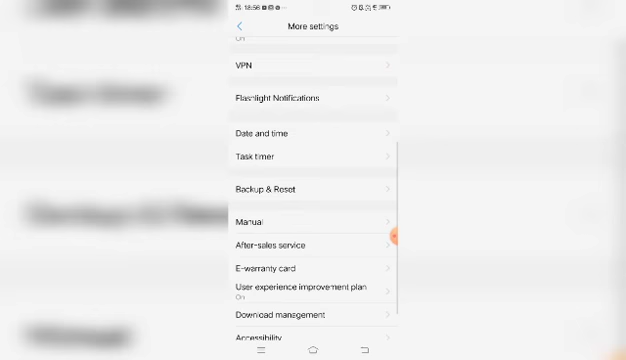 18:56
More settings
On
VPN
Flashlight Notifications
Date and time
Task timer
Backup & Reset
Manual
After-sales service
E-warranty card
User experience improvement plan
On
Download management
Accessibility